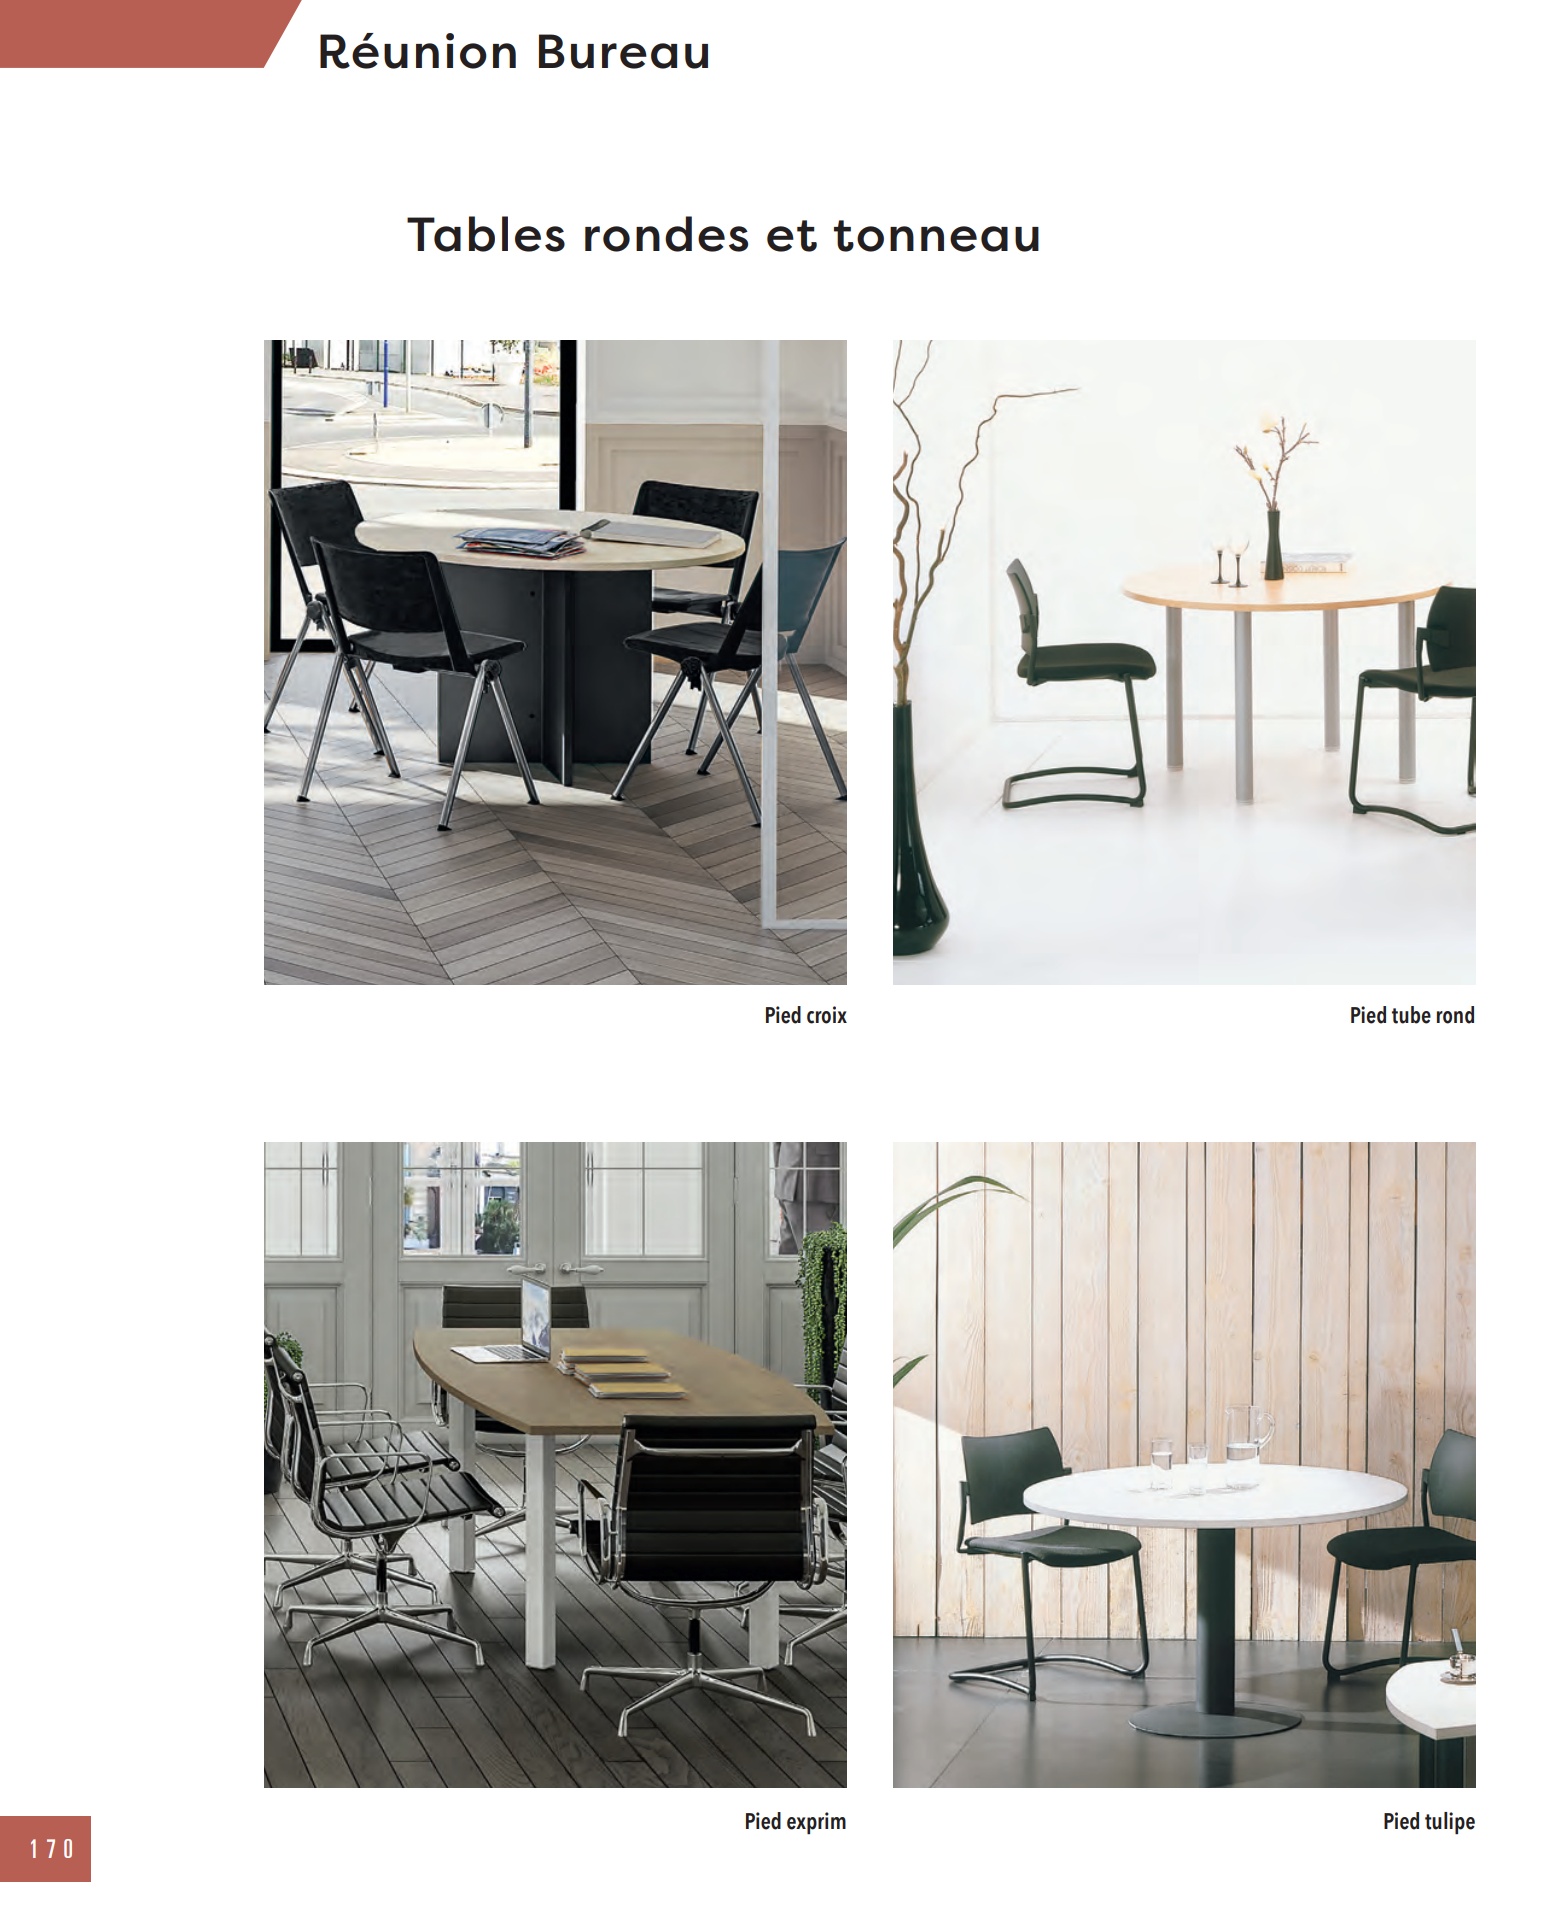 Réunion Bureau
Tables rondes et tonneau
Pied croix
Pied tube rond
Pied exprim
Pied tulipe
170